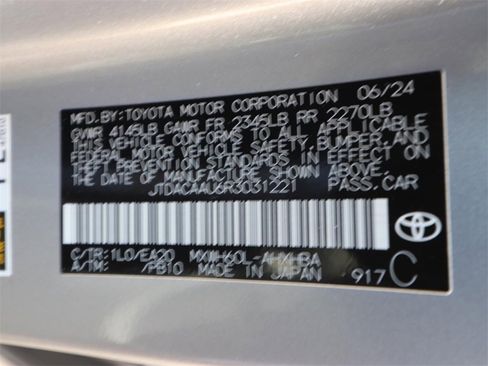 MFD. BY: TOYOTA MOTOR CORPORATION 06/24
GVWR 4145LB GAWR FR 2345LB RR 2270LB
THIS VEHICLE CONFORMS TO ALL APPLICABLE
FEDERAL MOTOR VEHICLE SAFETY, BUMPER, AND
THEFT PREVENTION STANDARDS IN EFFECT ON
THE DATE OF MANUFACTURE SHOWN ABOVE.
JTDACAAU6R3031221 PASS.CAR
C/TR: 1L0/EA20 MXWH60L-AHXHBA
A/TM: /PB10 MADE IN JAPAN 917 C